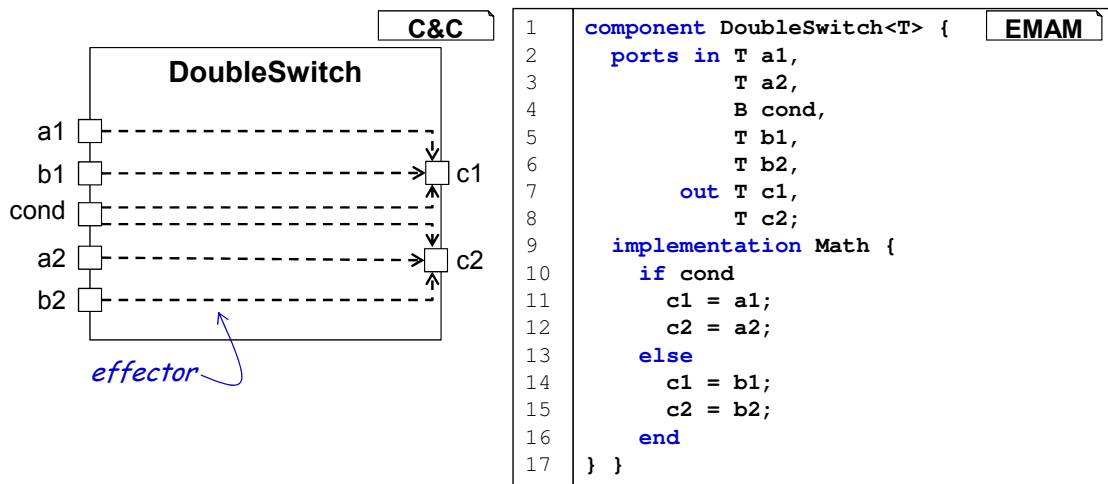 C&C
DoubleSwitch
a1
b1
c1
cond
a2
c2
b2
effector
EMAM
1 component DoubleSwitch<T> {
2 ports in T a1,
3 T a2,
4 B cond,
5 T b1,
6 T b2,
7 out T c1,
8 T c2;
9 implementation Math {
10 if cond
11 c1 = a1;
12 c2 = a2;
13 else
14 c1 = b1;
15 c2 = b2;
16 end
17 } }